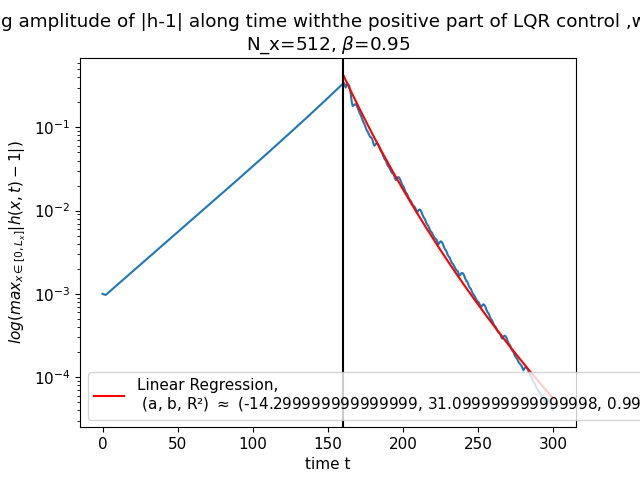 g amplitude of |h-1| along time withthe positive part of LQR control ,w
N_x=512, β=0.95
log(max_{x∈[0,L_x]}|h(x, t) − 1|)
10⁻¹
10⁻²
10⁻³
10⁻⁴
Linear Regression,
(a, b, R²) ≈ (-14.299999999999999, 31.099999999999998, 0.99
0 50 100 150 200 250 300
time t